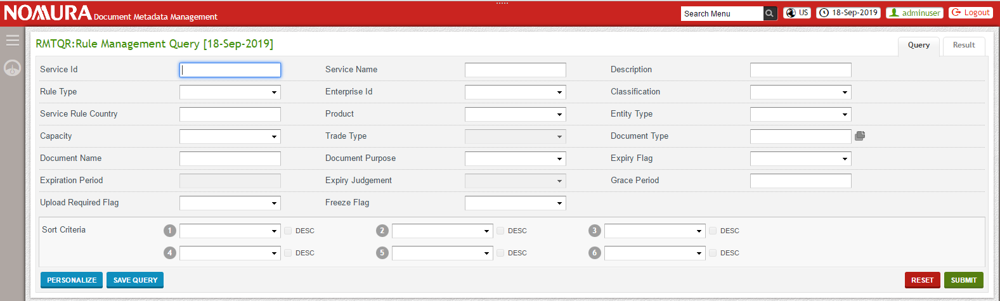 NOMURA Document Metadata Management Search Menu US 18-Sep-2019 adminuser Logout
RMTQR:Rule Management Query [18-Sep-2019] Query Result
Service Id Service Name Description
Rule Type Enterprise Id Classification
Service Rule Country Product Entity Type
Capacity Trade Type Document Type
Document Name Document Purpose Expiry Flag
Expiration Period Expiry Judgement Grace Period
Upload Required Flag Freeze Flag
Sort Criteria 1 DESC 2 DESC 3 DESC
4 DESC 5 DESC 6 DESC
PERSONALIZE SAVE QUERY RESET SUBMIT